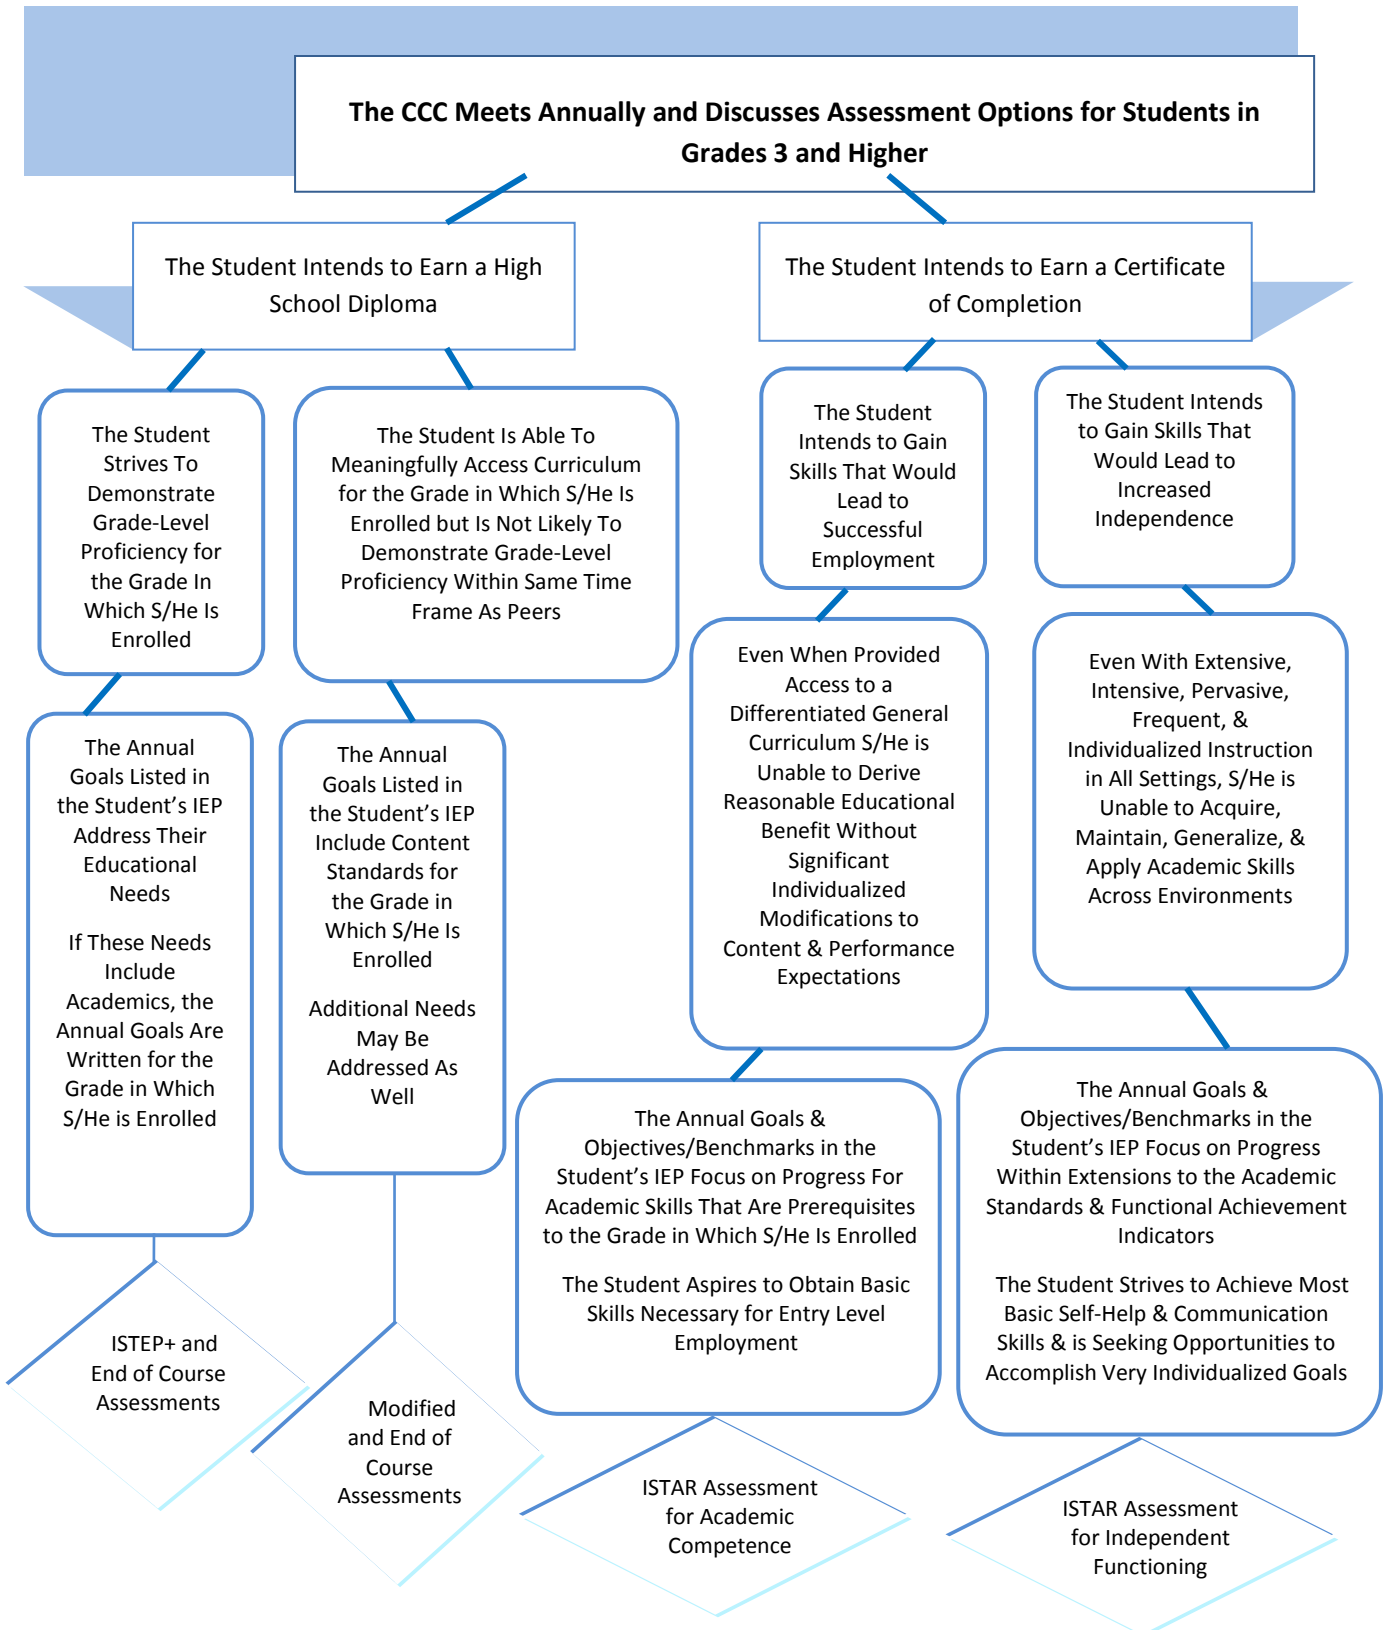 The CCC Meets Annually and Discusses Assessment Options for Students in
Grades 3 and Higher
The Student Intends to Earn a High
School Diploma
The Student Intends to Earn a Certificate
of Completion
The Student
Strives To
Demonstrate
Grade-Level
Proficiency for
the Grade In
Which S/He Is
Enrolled
The Student Is Able To
Meaningfully Access Curriculum
for the Grade in Which S/He Is
Enrolled but Is Not Likely To
Demonstrate Grade-Level
Proficiency Within Same Time
Frame As Peers
The Student
Intends to Gain
Skills That Would
Lead to
Successful
Employment
The Student Intends
to Gain Skills That
Would Lead to
Increased
Independence
The Annual
Goals Listed in
the Student’s IEP
Address Their
Educational
Needs
If These Needs
Include
Academics, the
Annual Goals Are
Written for the
Grade in Which
S/He is Enrolled
The Annual
Goals Listed in
the Student’s IEP
Include Content
Standards for
the Grade in
Which S/He Is
Enrolled
Additional Needs
May Be
Addressed As
Well
Even When Provided
Access to a
Differentiated General
Curriculum S/He is
Unable to Derive
Reasonable Educational
Benefit Without
Significant
Individualized
Modifications to
Content & Performance
Expectations
Even With Extensive,
Intensive, Pervasive,
Frequent, &
Individualized Instruction
in All Settings, S/He is
Unable to Acquire,
Maintain, Generalize, &
Apply Academic Skills
Across Environments
The Annual Goals &
Objectives/Benchmarks in the
Student’s IEP Focus on Progress For
Academic Skills That Are Prerequisites
to the Grade in Which S/He Is Enrolled
The Student Aspires to Obtain Basic
Skills Necessary for Entry Level
Employment
The Annual Goals &
Objectives/Benchmarks in the
Student’s IEP Focus on Progress
Within Extensions to the Academic
Standards & Functional Achievement
Indicators
The Student Strives to Achieve Most
Basic Self-Help & Communication
Skills & is Seeking Opportunities to
Accomplish Very Individualized Goals
ISTEP+ and
End of Course
Assessments
Modified
and End of
Course
Assessments
ISTAR Assessment
for Academic
Competence
ISTAR Assessment
for Independent
Functioning